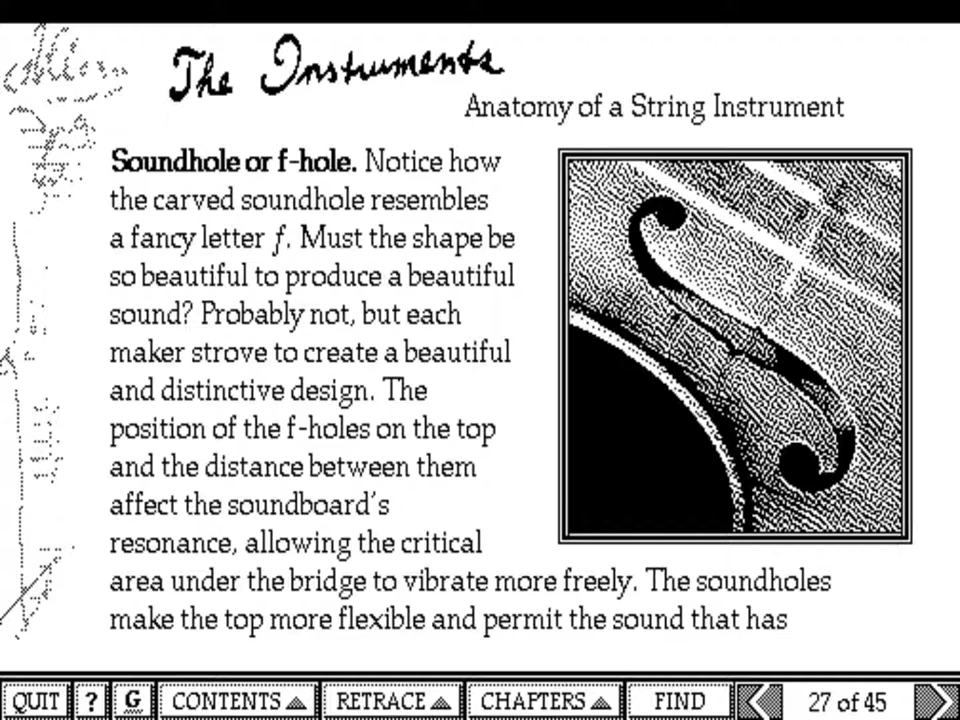 The Instruments
Anatomy of a String Instrument
Soundhole or f-hole. Notice how
the carved soundhole resembles
a fancy letter f. Must the shape be
so beautiful to produce a beautiful
sound? Probably not, but each
maker strove to create a beautiful
and distinctive design. The
position of the f-holes on the top
and the distance between them
affect the soundboard's
resonance, allowing the critical
area under the bridge to vibrate more freely. The soundholes
make the top more flexible and permit the sound that has
QUIT ? G CONTENTS RETRACE CHAPTERS FIND 27 of 45